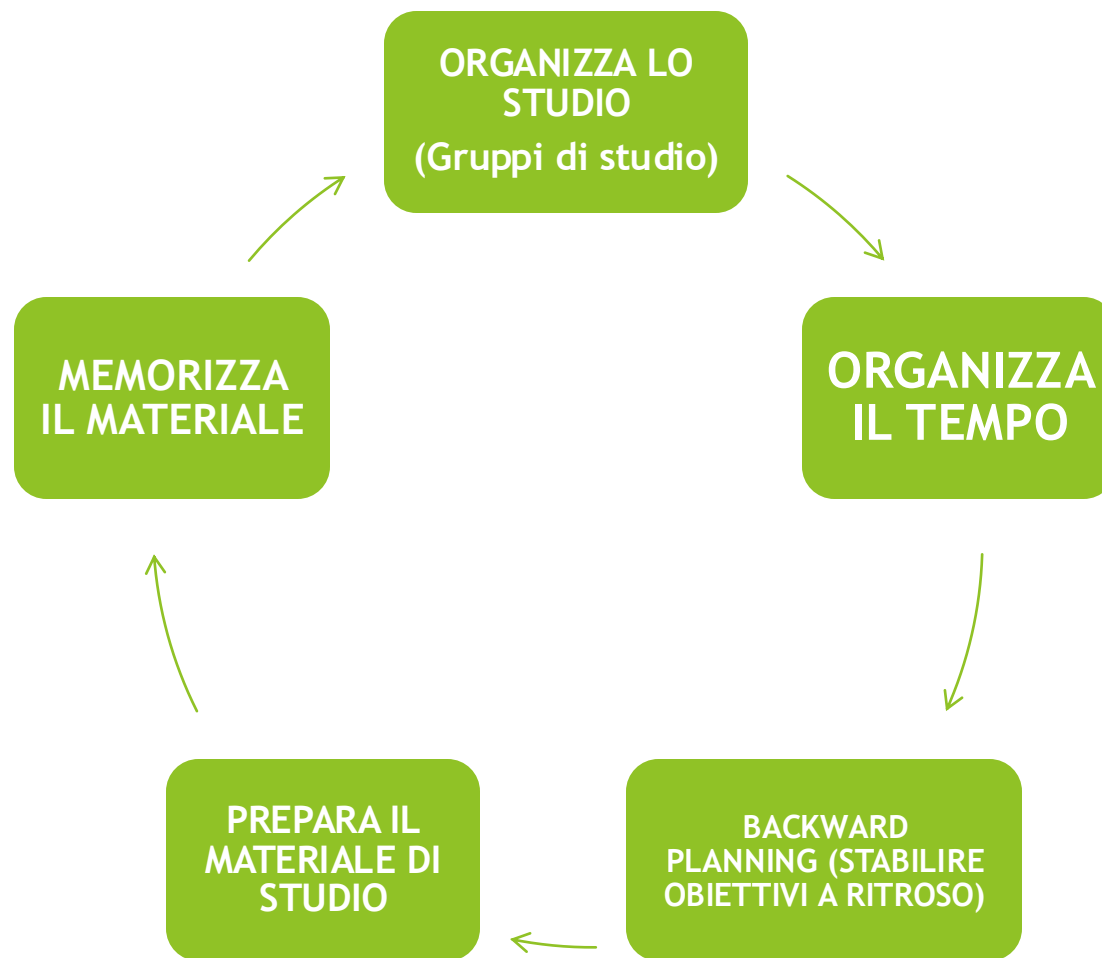 ORGANIZZA LO
STUDIO
(Gruppi di studio)
ORGANIZZA
IL TEMPO
BACKWARD
PLANNING (STABILIRE
OBIETTIVI A RITROSO)
PREPARA IL
MATERIALE DI
STUDIO
MEMORIZZA
IL MATERIALE